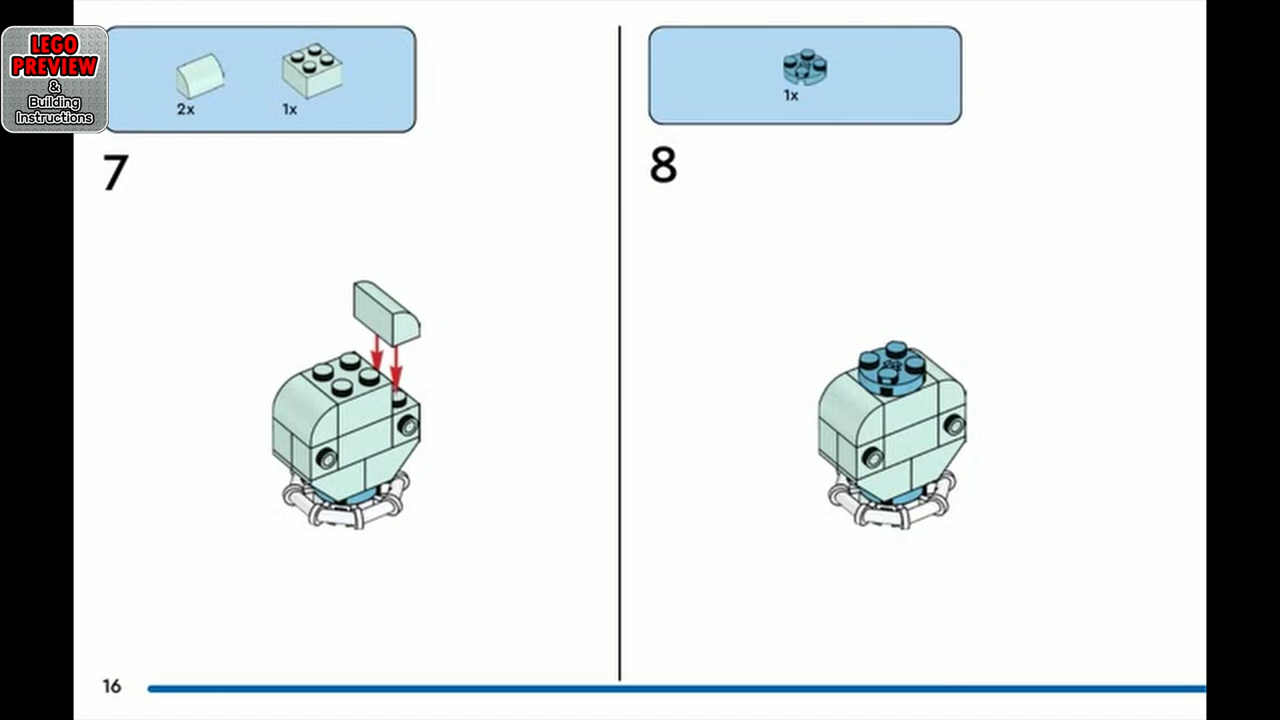 LEGO
PREVIEW
&
Building
Instructions
2x
1x
7
1x
8
16